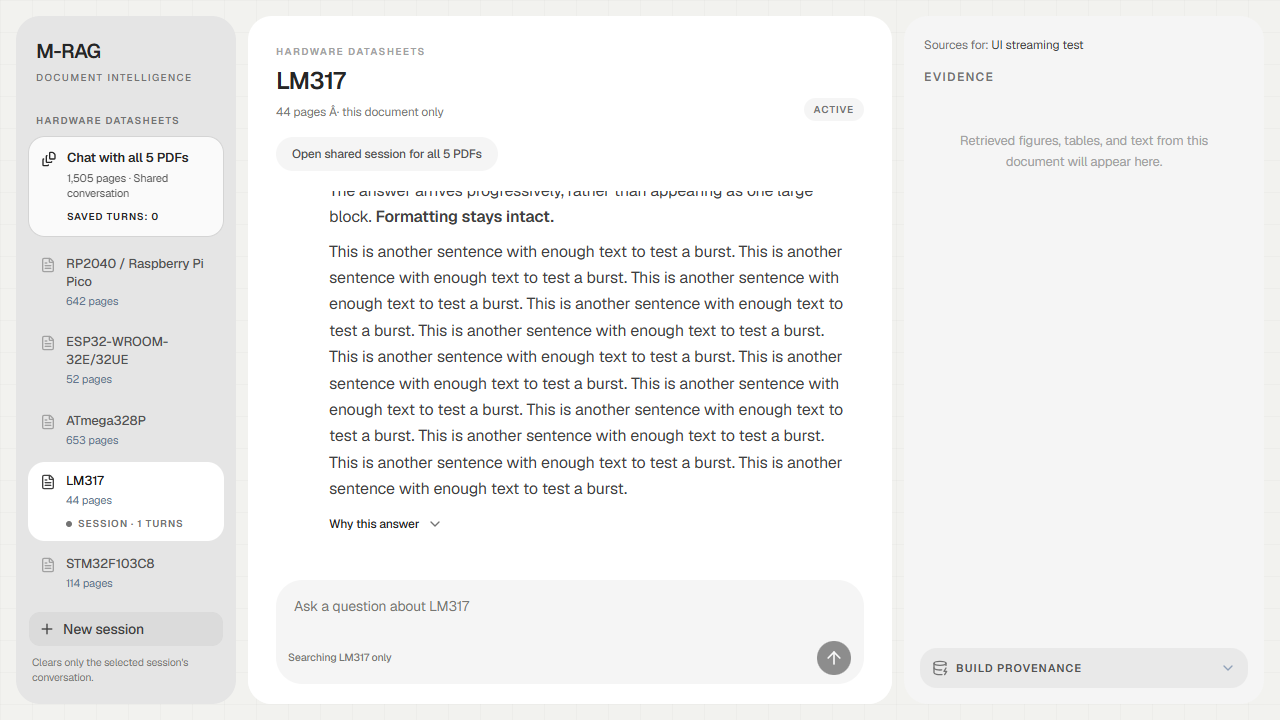 M-RAG
DOCUMENT INTELLIGENCE
HARDWARE DATASHEETS
Chat with all 5 PDFs
1,505 pages · Shared
conversation
SAVED TURNS: 0
RP2040 / Raspberry Pi
Pico
642 pages
ESP32-WROOM-
32E/32UE
52 pages
ATmega328P
653 pages
LM317
44 pages
SESSION · 1 TURNS
STM32F103C8
114 pages
New session
Clears only the selected session's
conversation.
HARDWARE DATASHEETS
LM317
44 pages Â· this document only
ACTIVE
Open shared session for all 5 PDFs
The answer arrives progressively, rather than appearing as one large
block. Formatting stays intact.
This is another sentence with enough text to test a burst. This is another
sentence with enough text to test a burst. This is another sentence with
enough text to test a burst. This is another sentence with enough text to
test a burst. This is another sentence with enough text to test a burst.
This is another sentence with enough text to test a burst. This is another
sentence with enough text to test a burst. This is another sentence with
enough text to test a burst. This is another sentence with enough text to
test a burst. This is another sentence with enough text to test a burst.
This is another sentence with enough text to test a burst. This is another
sentence with enough text to test a burst.
Why this answer
Ask a question about LM317
Searching LM317 only
Sources for: UI streaming test
EVIDENCE
Retrieved figures, tables, and text from this
document will appear here.
BUILD PROVENANCE